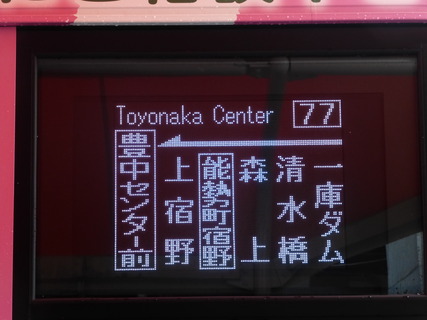 Toyonaka Center 77
一庫ダム
清水橋
森上
能勢町宿野
上宿野
豊中センター前